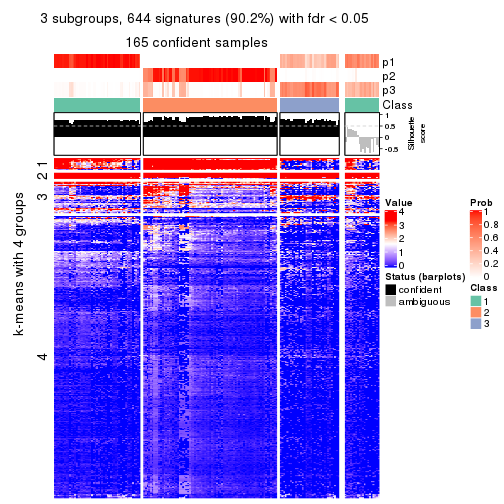 3 subgroups, 644 signatures (90.2%) with fdr < 0.05
165 confident samples
p1
p2
p3
Class
1
0.5
0
-0.5
Silhouette
score
k-means with 4 groups
1
2
3
4
Value
4
3
2
1
0
Status (barplots)
confident
ambiguous
Prob
1
0.8
0.6
0.4
0.2
0
Class
1
2
3